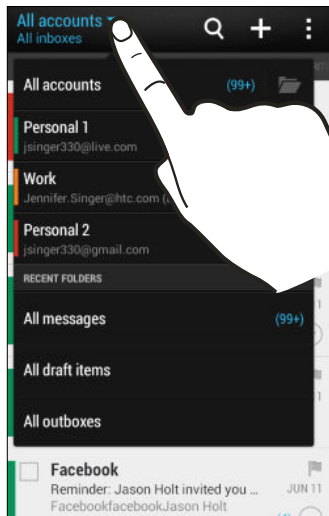 All accounts
All inboxes
All accounts (99+)
Personal 1
jsinger330@live.com
Work
Jennifer.Singer@htc.com
Personal 2
jsinger330@gmail.com
RECENT FOLDERS
All messages (99+)
All draft items
All outboxes
Facebook
Reminder: Jason Holt invited you ... JUN 11
FacebookfacebookJason Holt